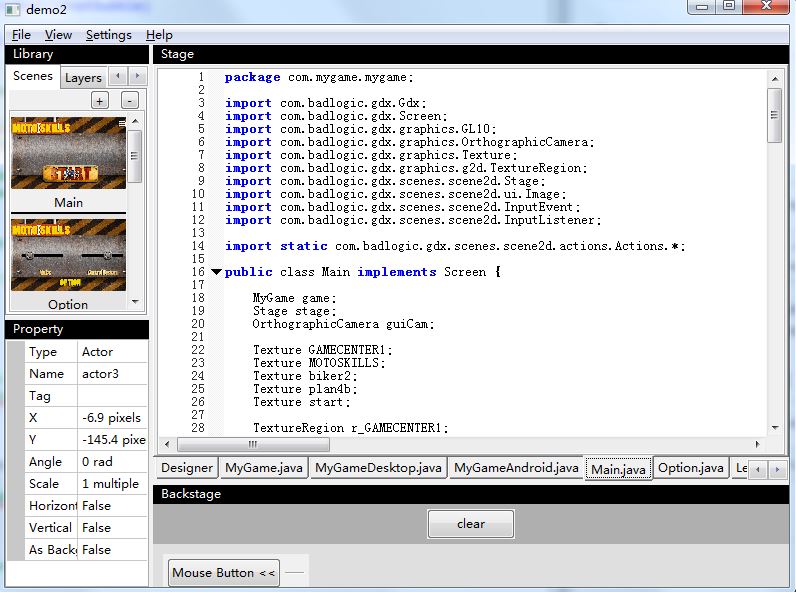 demo2
File View Settings Help
Library
Scenes Layers
+ -
MOTOSKILLS
START
Main
MOTOSKILLS
OPTION
Option
Property
Type Actor
Name actor3
Tag
X -6.9 pixels
Y -145.4 pixe
Angle 0 rad
Scale 1 multiple
Horizont False
Vertical False
As Backg False
Stage
1 package com.mygame.mygame;
2
3 import com.badlogic.gdx.Gdx;
4 import com.badlogic.gdx.Screen;
5 import com.badlogic.gdx.graphics.GL10;
6 import com.badlogic.gdx.graphics.OrthographicCamera;
7 import com.badlogic.gdx.graphics.Texture;
8 import com.badlogic.gdx.graphics.g2d.TextureRegion;
9 import com.badlogic.gdx.scenes.scene2d.Stage;
10 import com.badlogic.gdx.scenes.scene2d.ui.Image;
11 import com.badlogic.gdx.scenes.scene2d.InputEvent;
12 import com.badlogic.gdx.scenes.scene2d.InputListener;
13
14 import static com.badlogic.gdx.scenes.scene2d.actions.Actions.*;
15
16 public class Main implements Screen {
17
18 MyGame game;
19 Stage stage;
20 OrthographicCamera guiCam;
21
22 Texture GAMECENTER1;
23 Texture MOTOSKILLS;
24 Texture biker2;
25 Texture plan4b;
26 Texture start;
27
28 TextureRegion r_GAMECENTER1;
Designer MyGame.java MyGameDesktop.java MyGameAndroid.java Main.java Option.java Le
Backstage
clear
Mouse Button <<